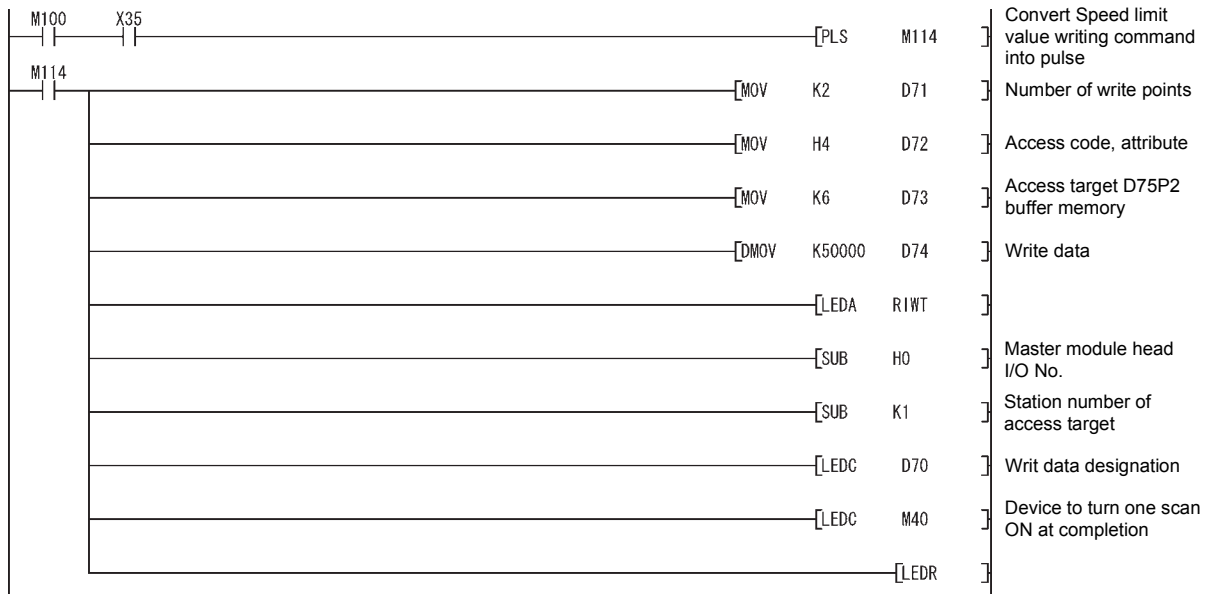 M100 X35
[PLS M114 ]
Convert Speed limit
value writing command
into pulse
M114
[MOV K2 D71 ]
Number of write points
[MOV H4 D72 ]
Access code, attribute
[MOV K6 D73 ]
Access target D75P2
buffer memory
[DMOV K50000 D74 ]
Write data
[LEDA RIWT ]
[SUB H0 ]
Master module head
I/O No.
[SUB K1 ]
Station number of
access target
[LEDC D70 ]
Writ data designation
[LEDC M40 ]
Device to turn one scan
ON at completion
[LEDR ]